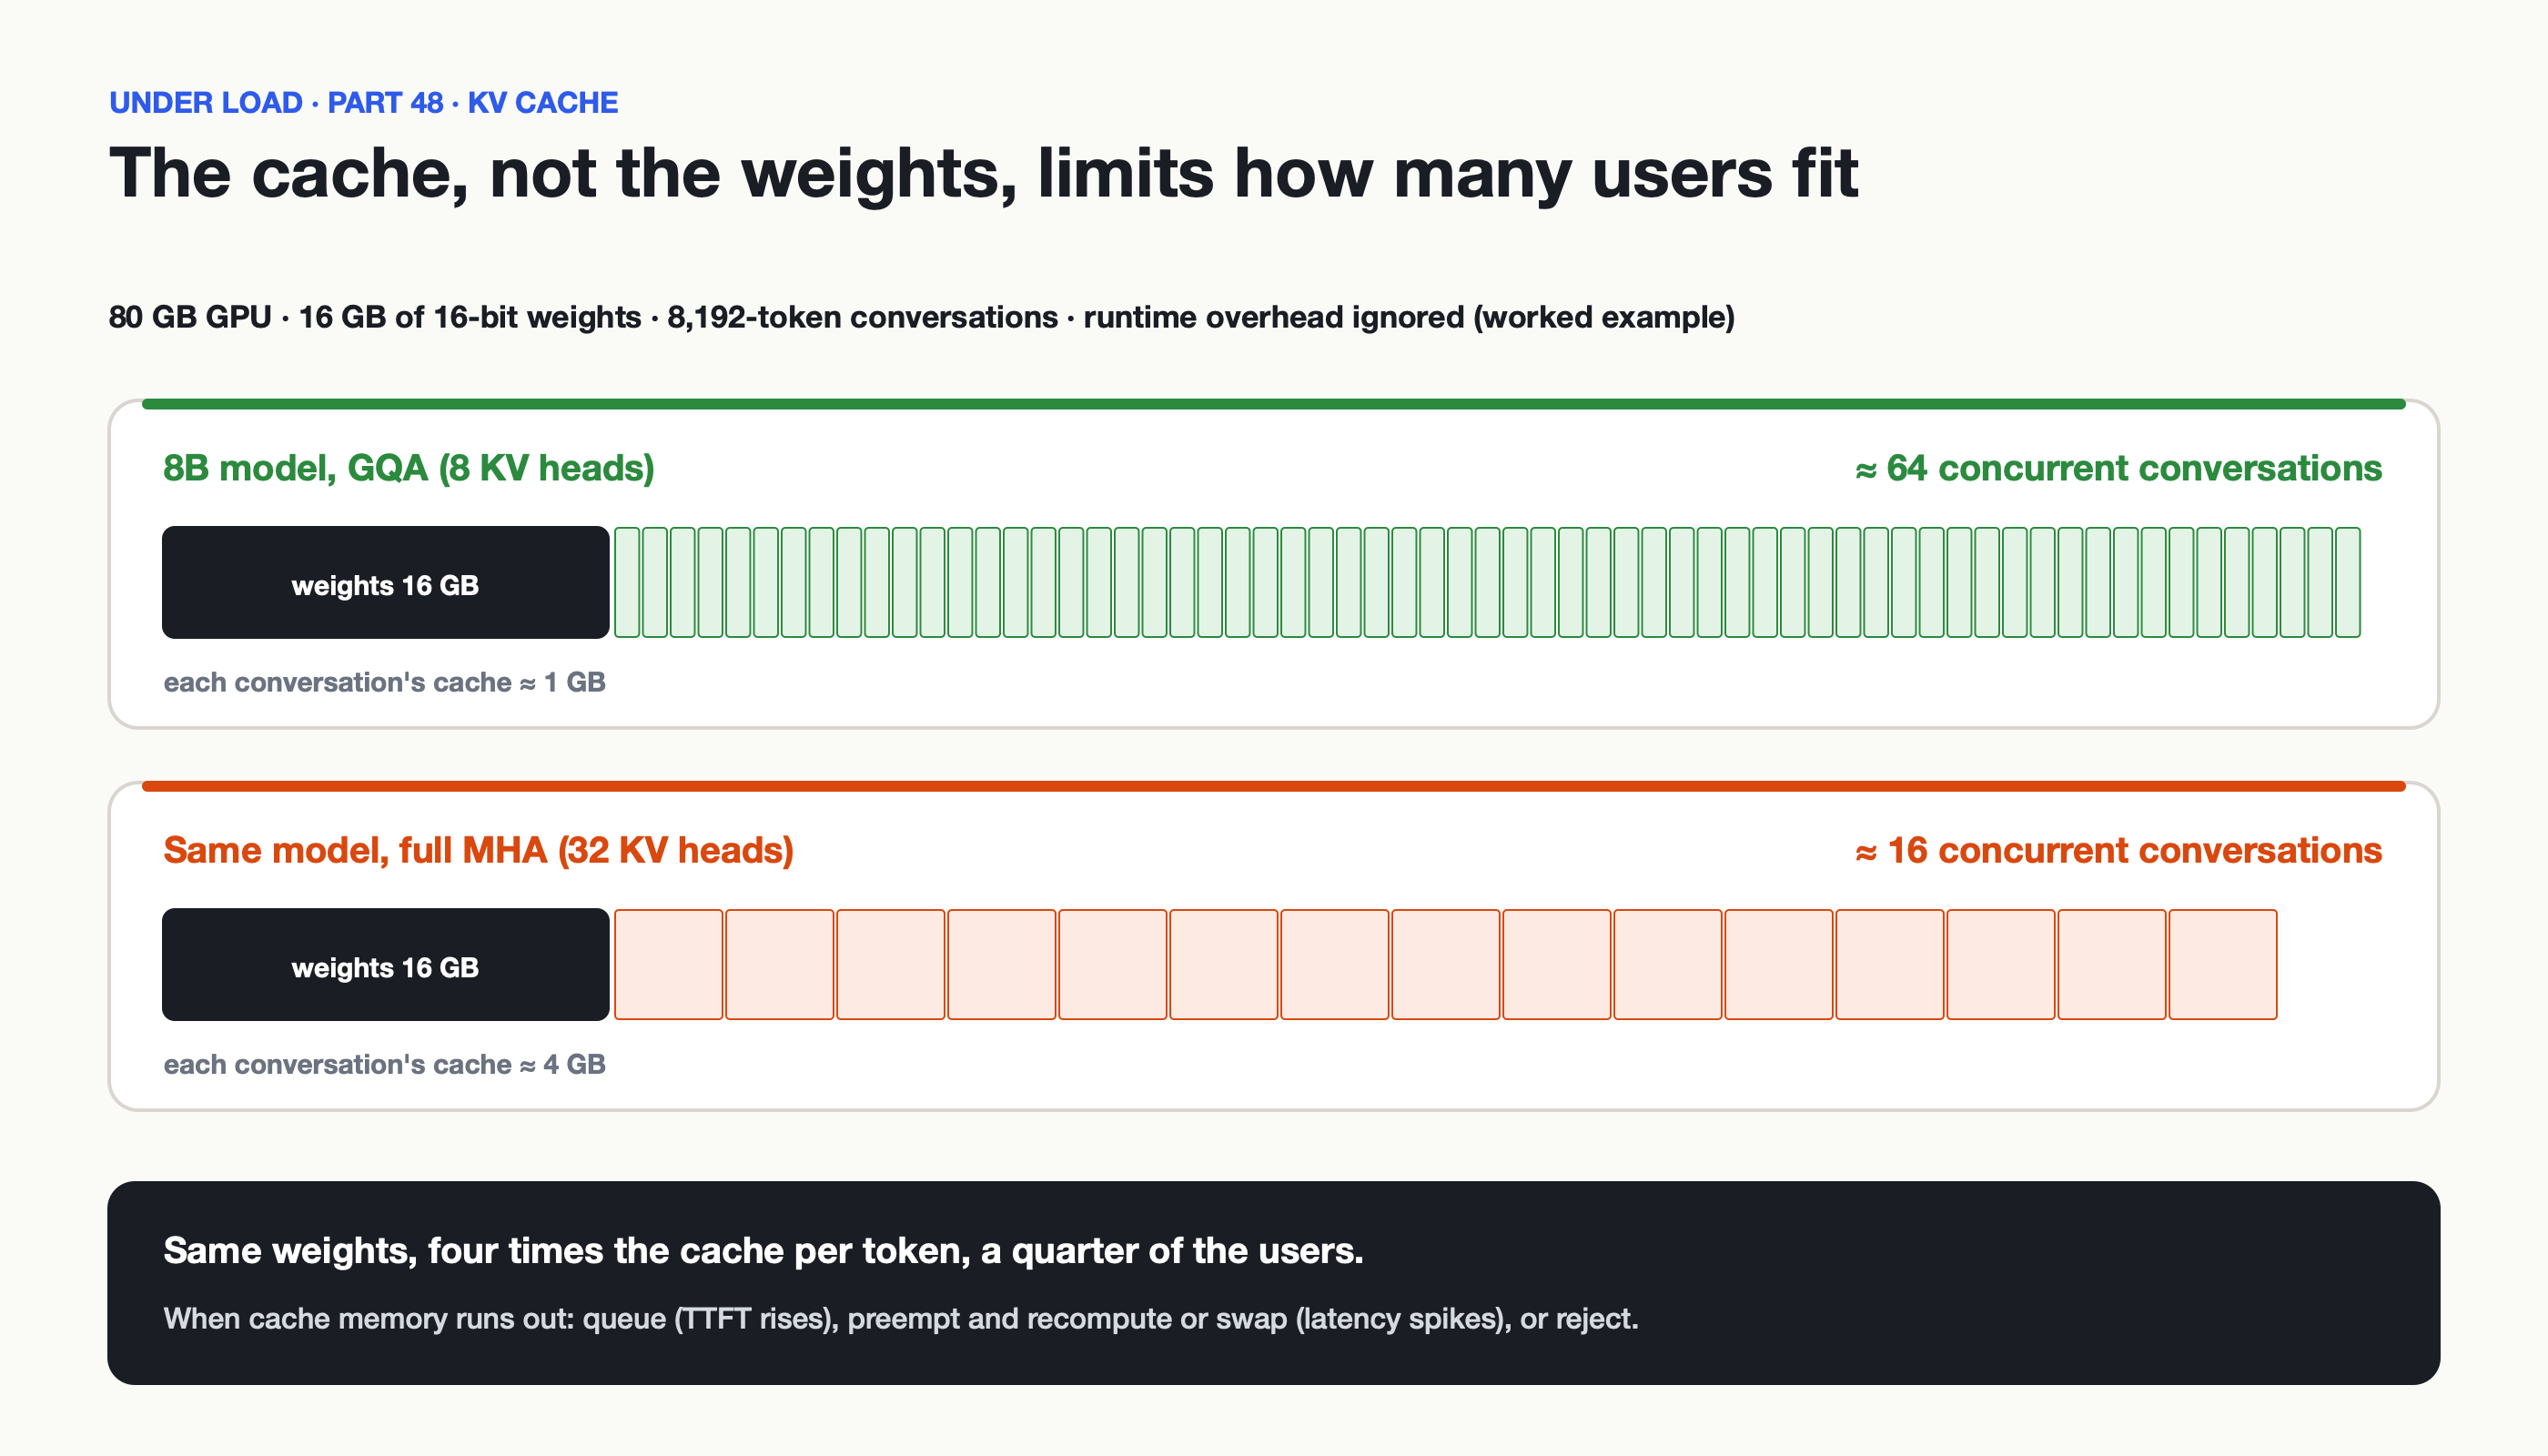 UNDER LOAD · PART 48 · KV CACHE
The cache, not the weights, limits how many users fit
80 GB GPU · 16 GB of 16-bit weights · 8,192-token conversations · runtime overhead ignored (worked example)
8B model, GQA (8 KV heads)
≈ 64 concurrent conversations
weights 16 GB
each conversation's cache ≈ 1 GB
Same model, full MHA (32 KV heads)
≈ 16 concurrent conversations
weights 16 GB
each conversation's cache ≈ 4 GB
Same weights, four times the cache per token, a quarter of the users.
When cache memory runs out: queue (TTFT rises), preempt and recompute or swap (latency spikes), or reject.